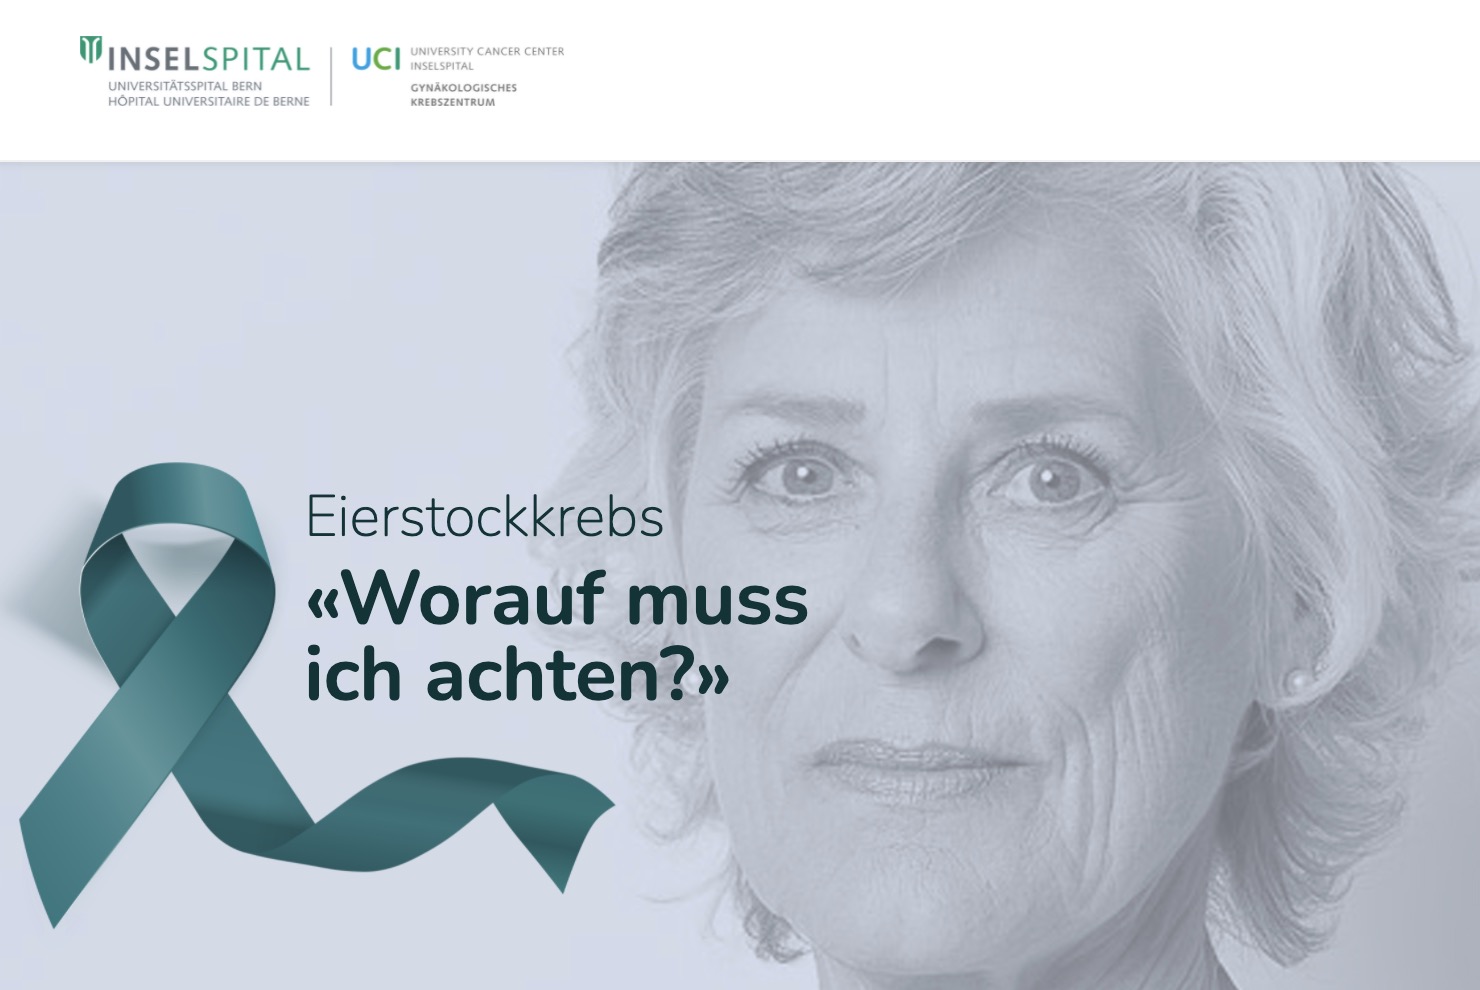 INSELSPITAL
UNIVERSITÄTSSPITAL BERN
HÔPITAL UNIVERSITAIRE DE BERNE
UCI
UNIVERSITY CANCER CENTER
INSELSPITAL
GYNÄKOLOGISCHES
KREBSZENTRUM
Eierstockkrebs
«Worauf muss
ich achten?»